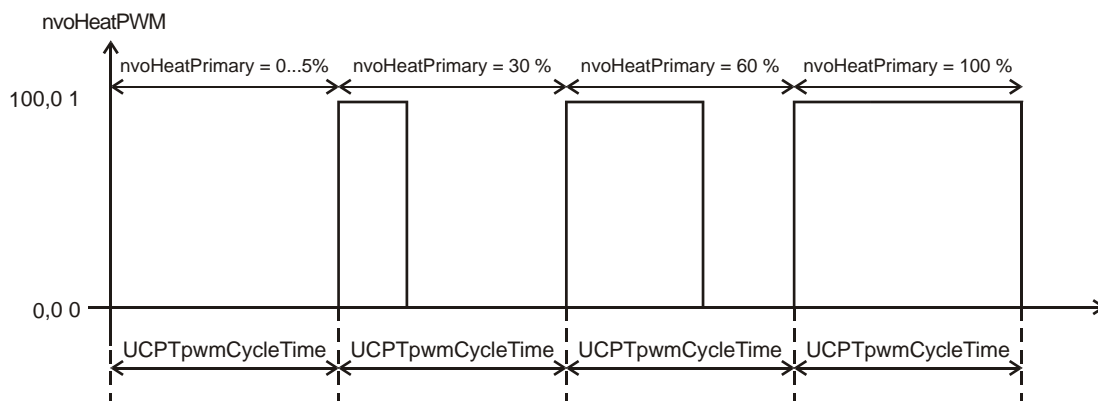 nvoHeatPWM
nvoHeatPrimary = 0...5% nvoHeatPrimary = 30 % nvoHeatPrimary = 60 % nvoHeatPrimary = 100 %
100,0 1
0,0 0
UCPTpwmCycleTime UCPTpwmCycleTime UCPTpwmCycleTime UCPTpwmCycleTime